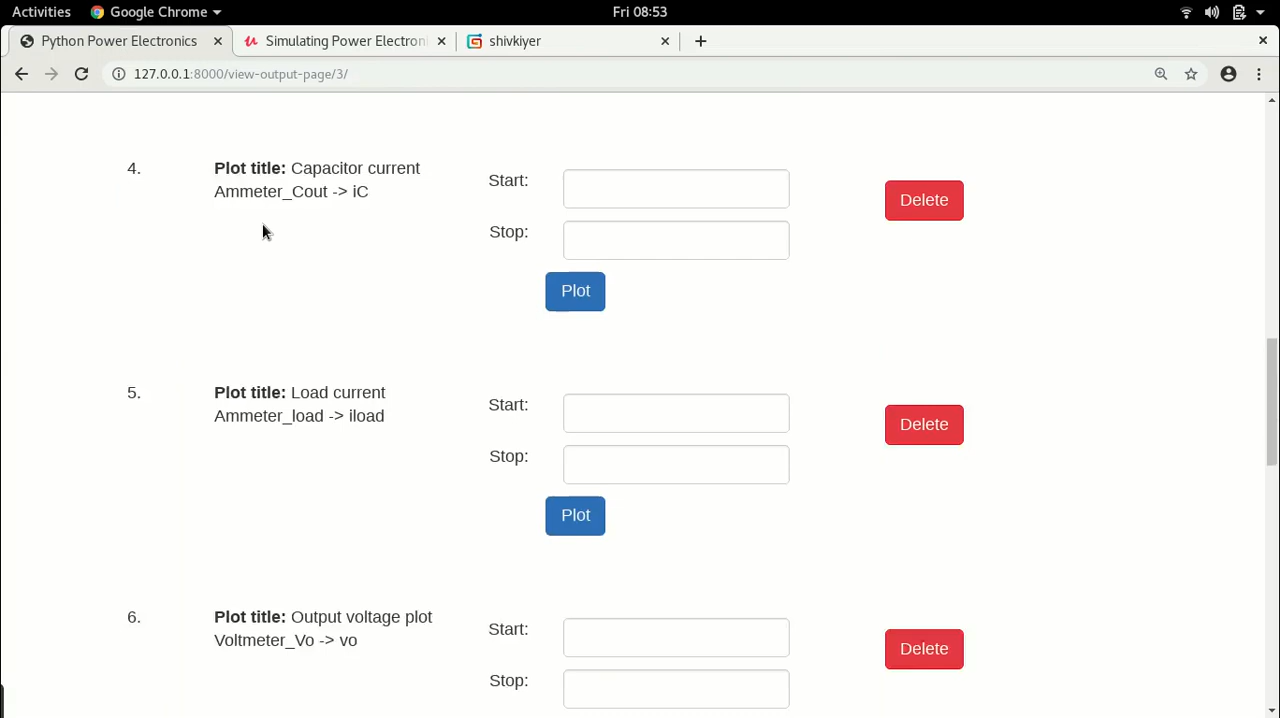 Activities Google Chrome Fri 08:53
Python Power Electronics Simulating Power Electroni shivkiyer
127.0.0.1:8000/view-output-page/3/
4. Plot title: Capacitor current Start: Delete
Ammeter_Cout -> iC
Stop:
Plot
5. Plot title: Load current Start: Delete
Ammeter_load -> iload
Stop:
Plot
6. Plot title: Output voltage plot Start: Delete
Voltmeter_Vo -> vo
Stop: